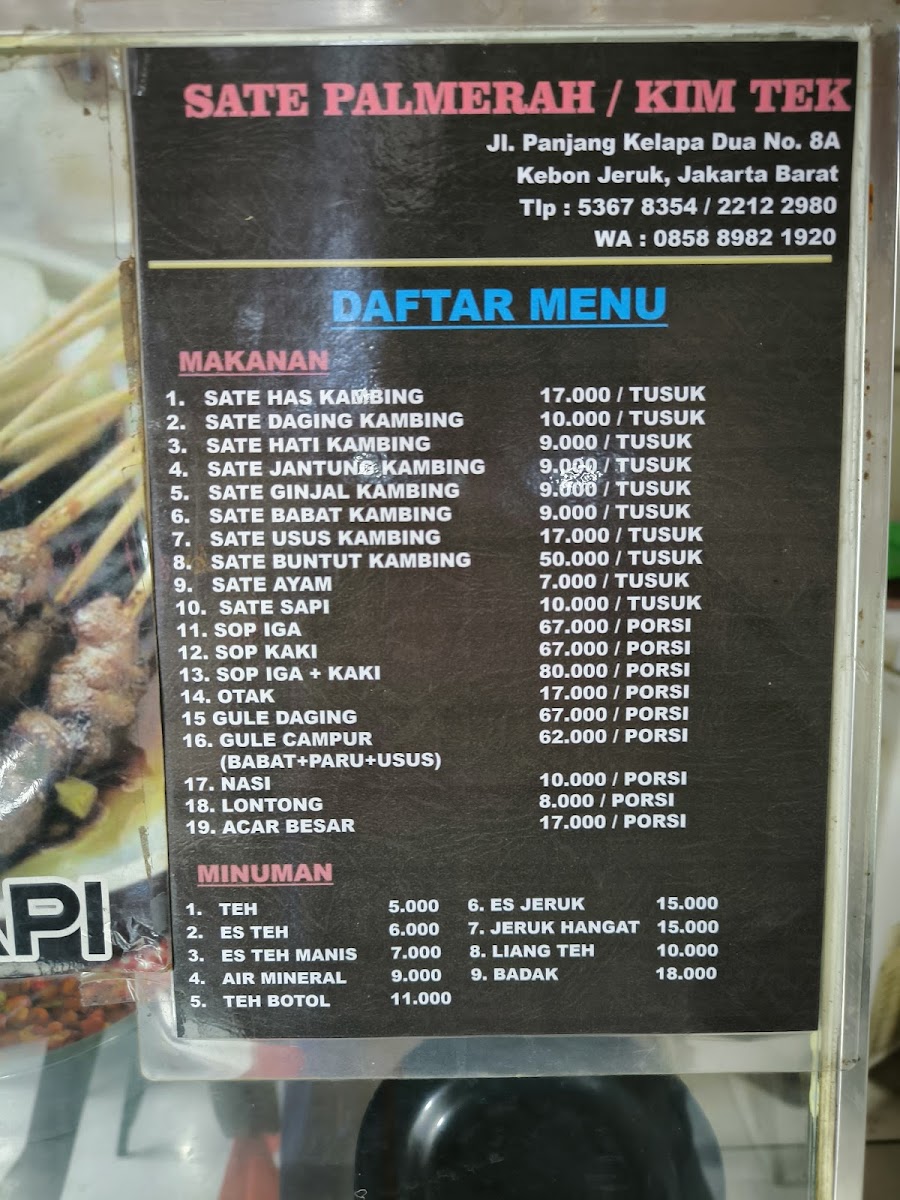 SATE PALMERAH / KIM TEK
Jl. Panjang Kelapa Dua No. 8A
Kebon Jeruk, Jakarta Barat
Tlp : 5367 8354 / 2212 2980
WA : 0858 8982 1920
DAFTAR MENU
MAKANAN
1. SATE HAS KAMBING 17.000 / TUSUK
2. SATE DAGING KAMBING 10.000 / TUSUK
3. SATE HATI KAMBING 9.000 / TUSUK
4. SATE JANTUNG KAMBING 9.000 / TUSUK
5. SATE GINJAL KAMBING 9.000 / TUSUK
6. SATE BABAT KAMBING 9.000 / TUSUK
7. SATE USUS KAMBING 17.000 / TUSUK
8. SATE BUNTUT KAMBING 50.000 / TUSUK
9. SATE AYAM 7.000 / TUSUK
10. SATE SAPI 10.000 / TUSUK
11. SOP IGA 67.000 / PORSI
12. SOP KAKI 67.000 / PORSI
13. SOP IGA + KAKI 80.000 / PORSI
14. OTAK 17.000 / PORSI
15 GULE DAGING 67.000 / PORSI
16. GULE CAMPUR 62.000 / PORSI
(BABAT+PARU+USUS)
17. NASI 10.000 / PORSI
18. LONTONG 8.000 / PORSI
19. ACAR BESAR 17.000 / PORSI
MINUMAN
1. TEH 5.000 6. ES JERUK 15.000
2. ES TEH 6.000 7. JERUK HANGAT 15.000
3. ES TEH MANIS 7.000 8. LIANG TEH 10.000
4. AIR MINERAL 9.000 9. BADAK 18.000
5. TEH BOTOL 11.000
API